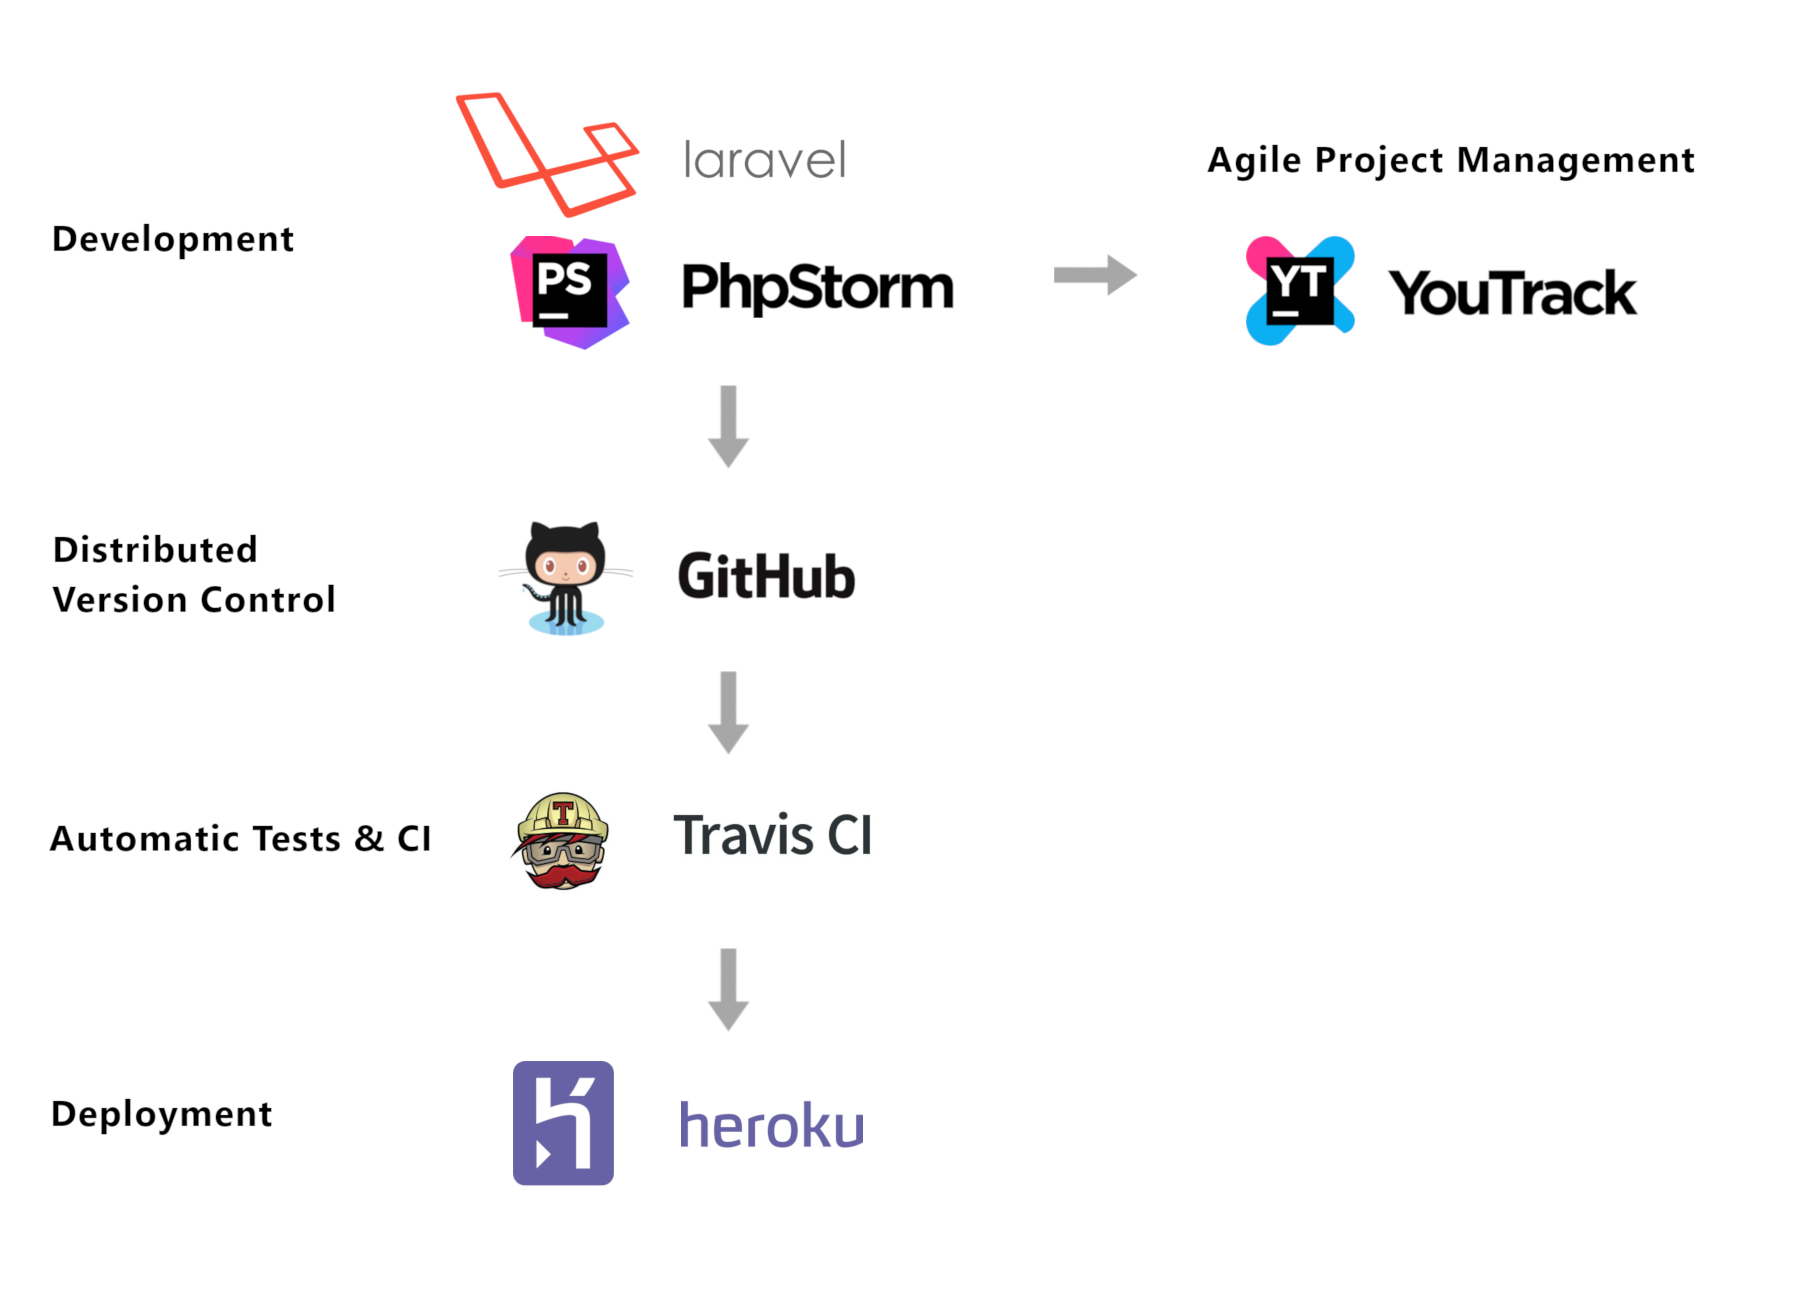 laravel
Agile Project Management
Development
PS
PhpStorm
YT
YouTrack
Distributed
Version Control
GitHub
Automatic Tests & CI
T
Travis CI
Deployment
heroku